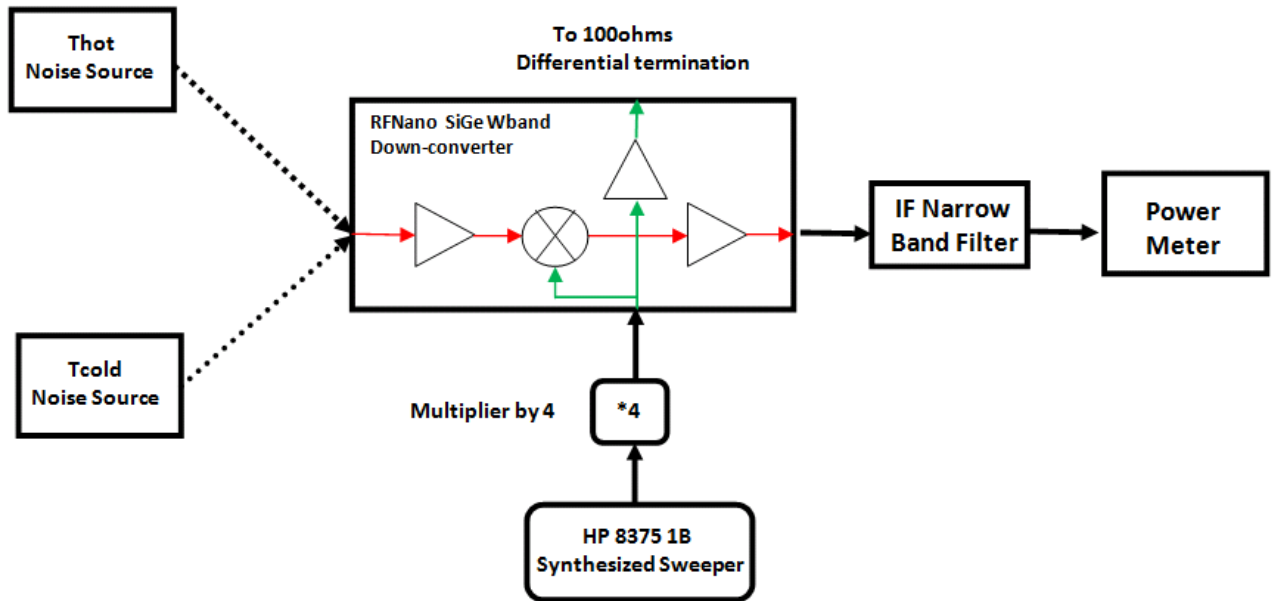 Thot
Noise Source
To 100ohms
Differential termination
RFNano SiGe Wband
Down-converter
IF Narrow
Band Filter
Power
Meter
Tcold
Noise Source
Multiplier by 4
*4
HP 8375 1B
Synthesized Sweeper